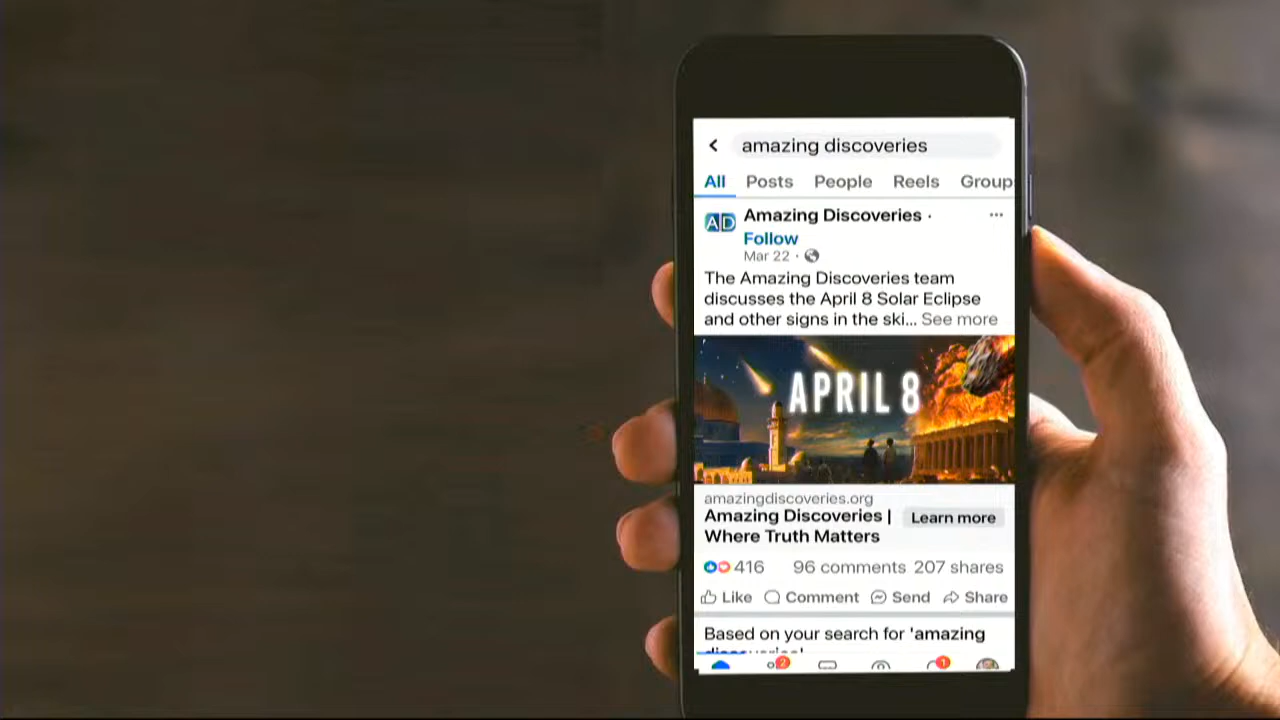 amazing discoveries
All Posts People Reels Group
AD Amazing Discoveries ·
Follow
Mar 22 ·
The Amazing Discoveries team
discusses the April 8 Solar Eclipse
and other signs in the ski... See more
APRIL 8
amazingdiscoveries.org
Amazing Discoveries |
Where Truth Matters
Learn more
416 96 comments 207 shares
Like Comment Send Share
Based on your search for 'amazing
discoveries'
2 1